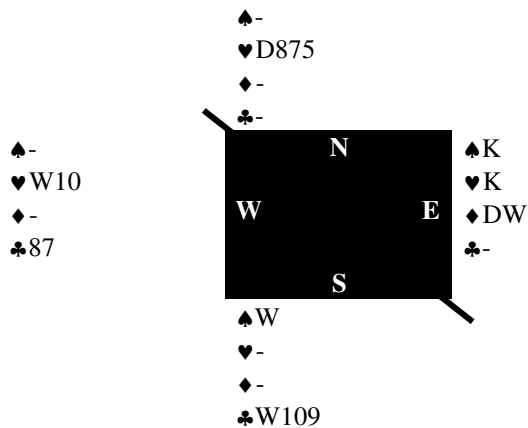 ♠-
♥D875
♦-
♣-
♠-
♥W10
♦-
♣87
N
W
E
S
♠K
♥K
♦DW
♣-
♠W
♥-
♦-
♣W109